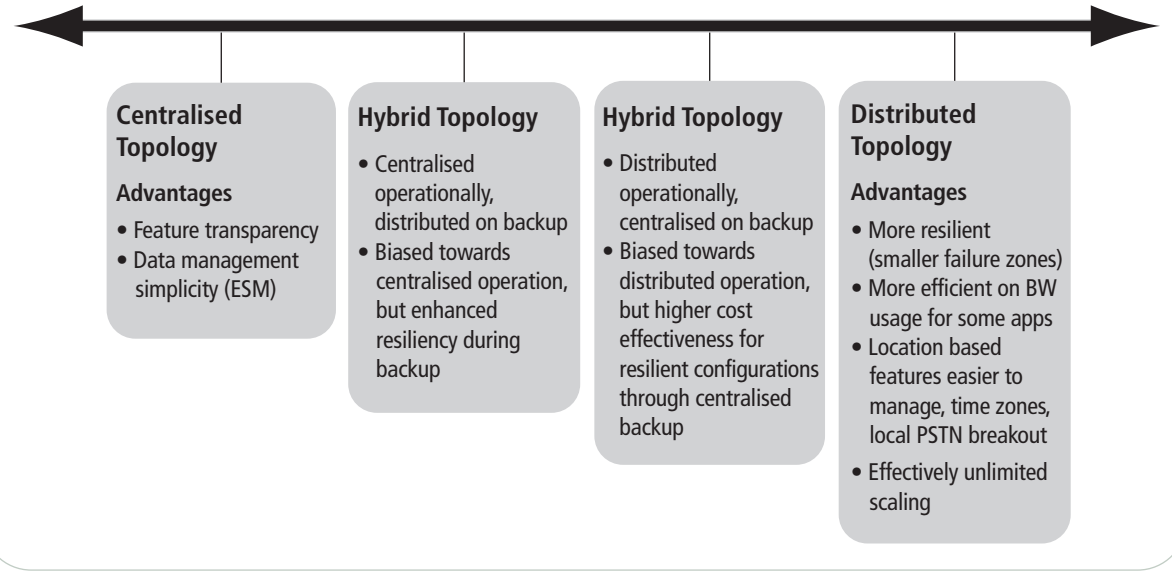 Centralised
Topology
Advantages
• Feature transparency
• Data management
simplicity (ESM)
Hybrid Topology
• Centralised
operationally,
distributed on backup
• Biased towards
centralised operation,
but enhanced
resiliency during
backup
Hybrid Topology
• Distributed
operationally,
centralised on backup
• Biased towards
distributed operation,
but higher cost
effectiveness for
resilient configurations
through centralised
backup
Distributed
Topology
Advantages
• More resilient
(smaller failure zones)
• More efficient on BW
usage for some apps
• Location based
features easier to
manage, time zones,
local PSTN breakout
• Effectively unlimited
scaling